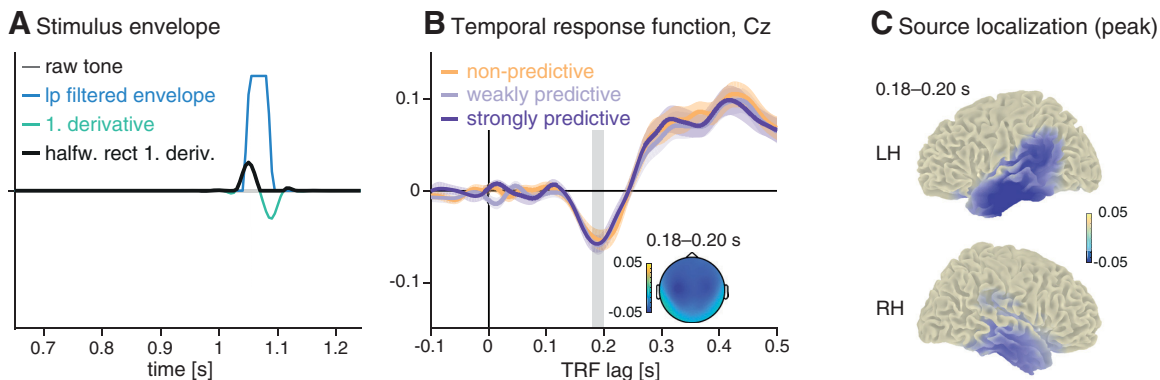 A Stimulus envelope
raw tone
lp filtered envelope
1. derivative
halfw. rect 1. deriv.
0.7 0.8 0.9 1 1.1 1.2
time [s]
B Temporal response function, Cz
non-predictive
weakly predictive
strongly predictive
0.1
0
-0.1
0.18–0.20 s
0.05
-0.05
-0.1 0 0.1 0.2 0.3 0.4 0.5
TRF lag [s]
C Source localization (peak)
0.18–0.20 s
LH
0.05
-0.05
RH